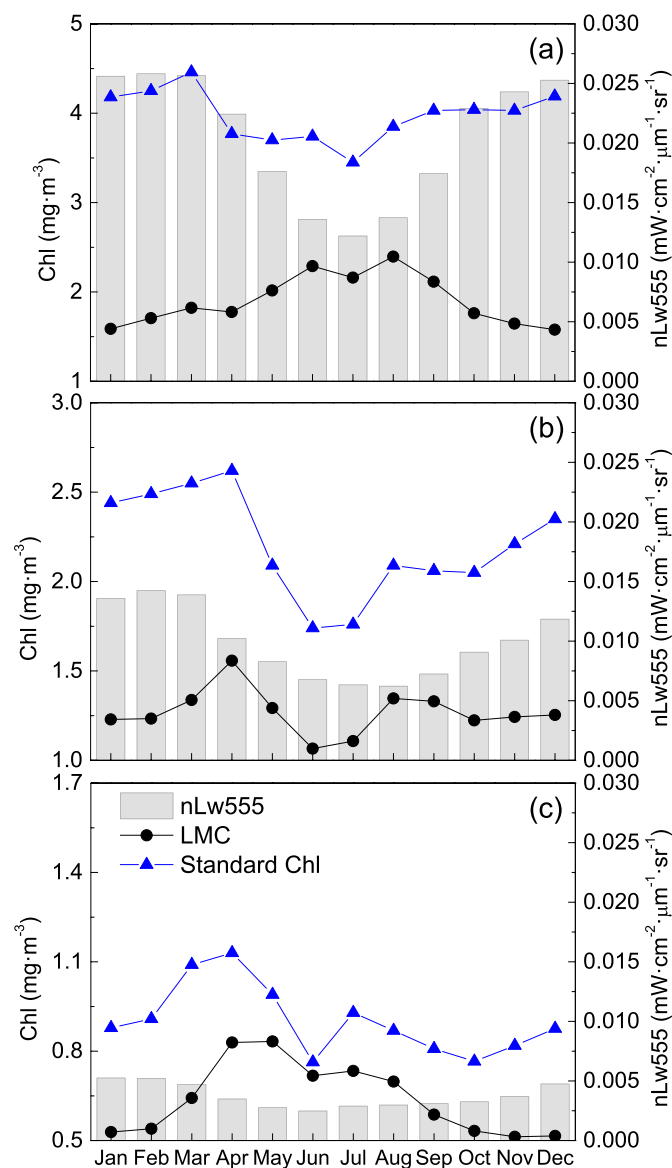 (a)
5
4
3
2
1
Chl (mg·m-3)
0.030
0.025
0.020
0.015
0.010
0.005
0.000
nLw555 (mW·cm-2·μm-1·sr-1)
(b)
3.0
2.5
2.0
1.5
1.0
Chl (mg·m-3)
0.030
0.025
0.020
0.015
0.010
0.005
0.000
nLw555 (mW·cm-2·μm-1·sr-1)
(c)
1.7
1.4
1.1
0.8
0.5
Chl (mg·m-3)
nLw555
LMC
Standard Chl
0.030
0.025
0.020
0.015
0.010
0.005
0.000
nLw555 (mW·cm-2·μm-1·sr-1)
Jan Feb Mar Apr May Jun Jul Aug Sep Oct Nov Dec